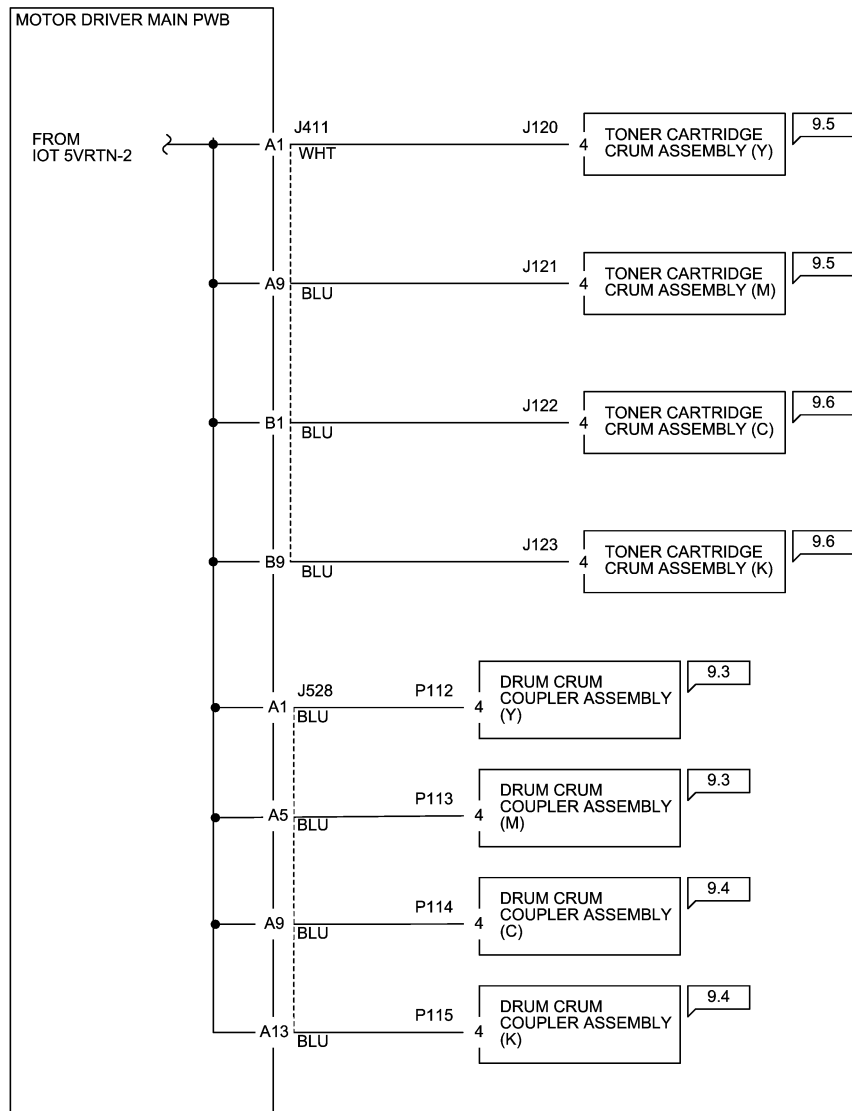 MOTOR DRIVER MAIN PWB
FROM
IOT 5VRTN-2
A1
J411
WHT
J120
4
TONER CARTRIDGE
CRUM ASSEMBLY (Y)
9.5
A9
BLU
J121
4
TONER CARTRIDGE
CRUM ASSEMBLY (M)
9.5
B1
BLU
J122
4
TONER CARTRIDGE
CRUM ASSEMBLY (C)
9.6
B9
BLU
J123
4
TONER CARTRIDGE
CRUM ASSEMBLY (K)
9.6
A1
J528
BLU
P112
4
DRUM CRUM
COUPLER ASSEMBLY
(Y)
9.3
A5
BLU
P113
4
DRUM CRUM
COUPLER ASSEMBLY
(M)
9.3
A9
BLU
P114
4
DRUM CRUM
COUPLER ASSEMBLY
(C)
9.4
A13
BLU
P115
4
DRUM CRUM
COUPLER ASSEMBLY
(K)
9.4